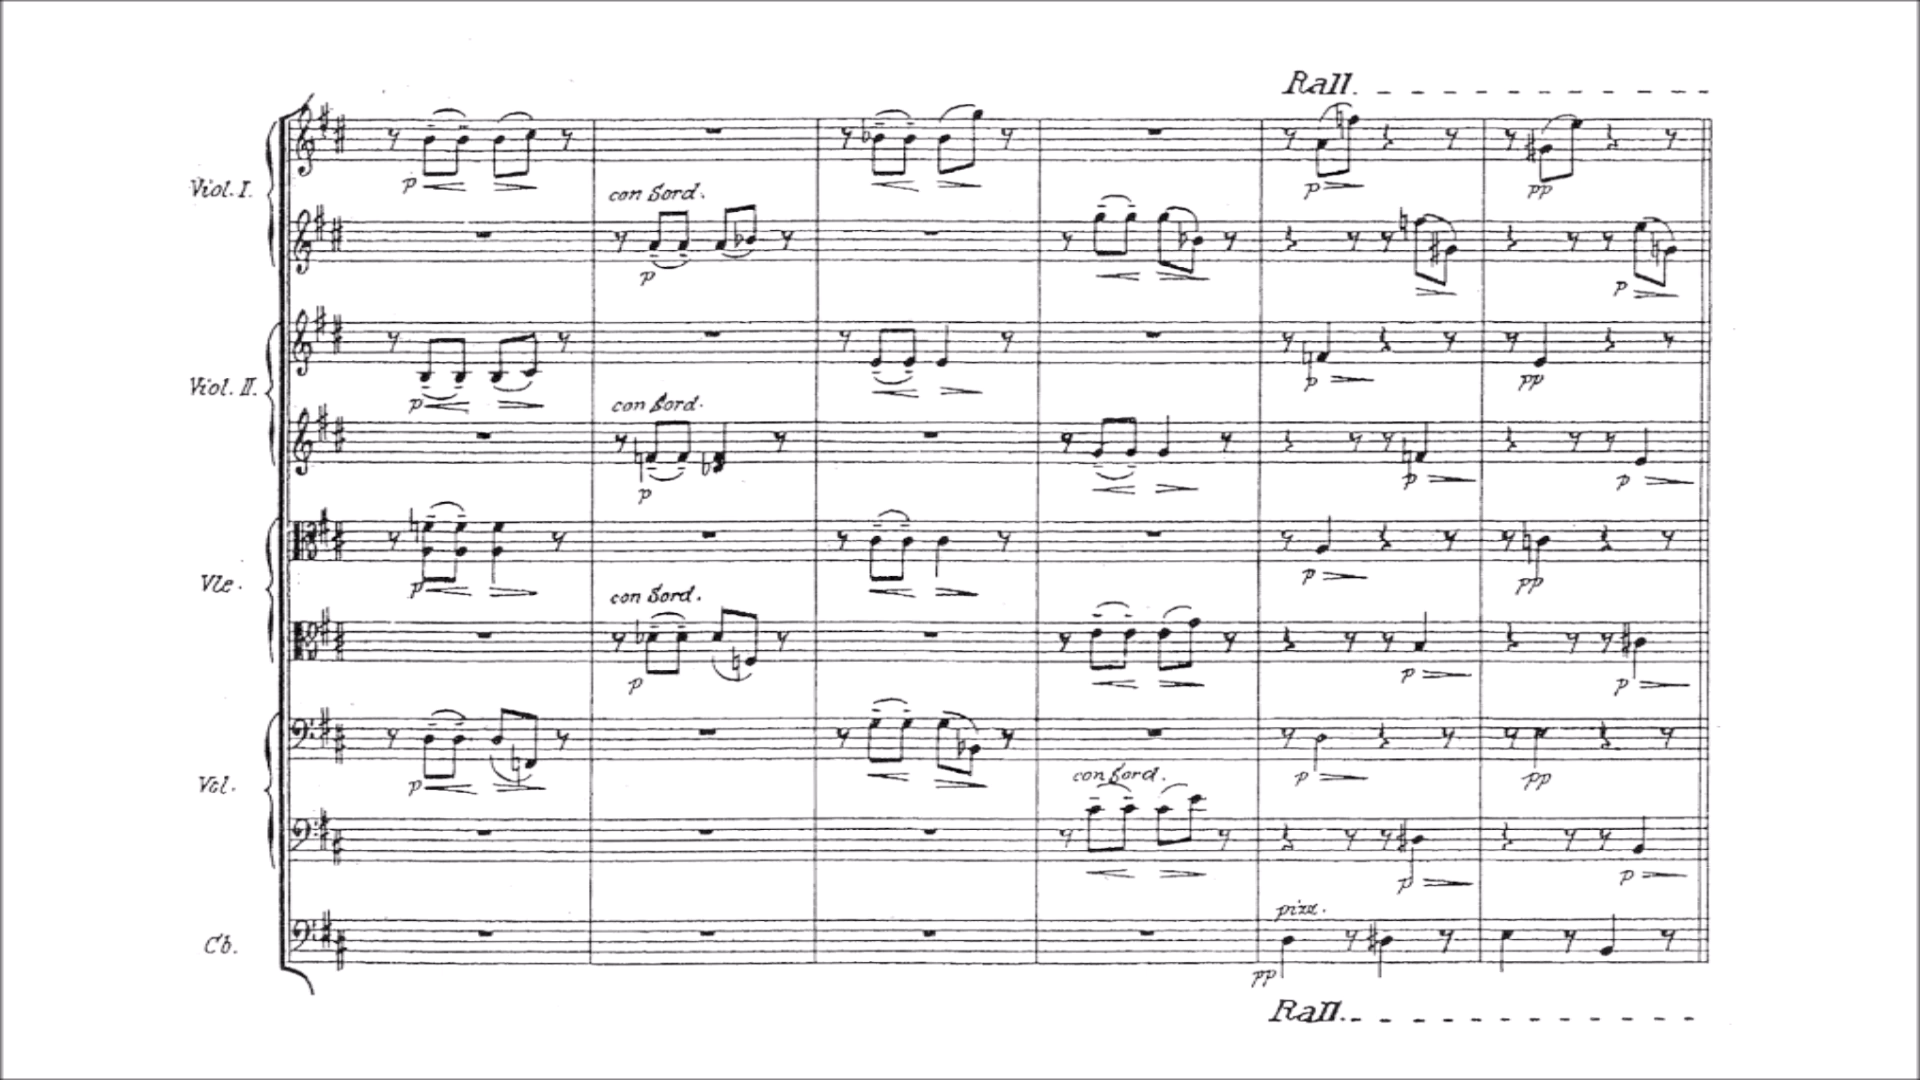 Rall.
Viol. I.
p
p
pp
con Sord.
p
p
Viol. II.
p
p
pp
con Sord.
p
p
p
Vle.
p
p
pp
con Sord.
p
p
p
Vcl.
p
p
pp
con Sord.
p
p
Cb.
pizz.
pp
Rall.